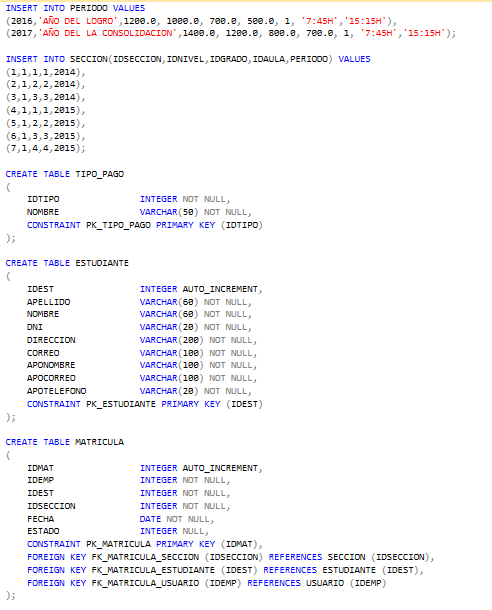 INSERT INTO PERIODO VALUES
(2016,'AÑO DEL LOGRO',1200.0, 1000.0, 700.0, 500.0, 1, '7:45H','15:15H'),
(2017,'AÑO DEL LA CONSOLIDACION',1400.0, 1200.0, 800.0, 700.0, 1, '7:45H','15:15H');
INSERT INTO SECCION(IDSECCION,IDNIVEL,IDGRADO,IDAULA,PERIODO) VALUES
(1,1,1,1,2014),
(2,1,2,2,2014),
(3,1,3,3,2014),
(4,1,1,1,2015),
(5,1,2,2,2015),
(6,1,3,3,2015),
(7,1,4,4,2015);
CREATE TABLE TIPO_PAGO
(
IDTIPO INTEGER NOT NULL,
NOMBRE VARCHAR(50) NOT NULL,
CONSTRAINT PK_TIPO_PAGO PRIMARY KEY (IDTIPO)
);
CREATE TABLE ESTUDIANTE
(
IDEST INTEGER AUTO_INCREMENT,
APELLIDO VARCHAR(60) NOT NULL,
NOMBRE VARCHAR(60) NOT NULL,
DNI VARCHAR(20) NOT NULL,
DIRECCION VARCHAR(200) NOT NULL,
CORREO VARCHAR(100) NOT NULL,
APONOMBRE VARCHAR(100) NOT NULL,
APOCORREO VARCHAR(100) NOT NULL,
APOTELEFONO VARCHAR(20) NOT NULL,
CONSTRAINT PK_ESTUDIANTE PRIMARY KEY (IDEST)
);
CREATE TABLE MATRICULA
(
IDMAT INTEGER AUTO_INCREMENT,
IDEMP INTEGER NOT NULL,
IDEST INTEGER NOT NULL,
IDSECCION INTEGER NOT NULL,
FECHA DATE NOT NULL,
ESTADO INTEGER NULL,
CONSTRAINT PK_MATRICULA PRIMARY KEY (IDMAT),
FOREIGN KEY FK_MATRICULA_SECCION (IDSECCION) REFERENCES SECCION (IDSECCION),
FOREIGN KEY FK_MATRICULA_ESTUDIANTE (IDEST) REFERENCES ESTUDIANTE (IDEST),
FOREIGN KEY FK_MATRICULA_USUARIO (IDEMP) REFERENCES USUARIO (IDEMP)
);